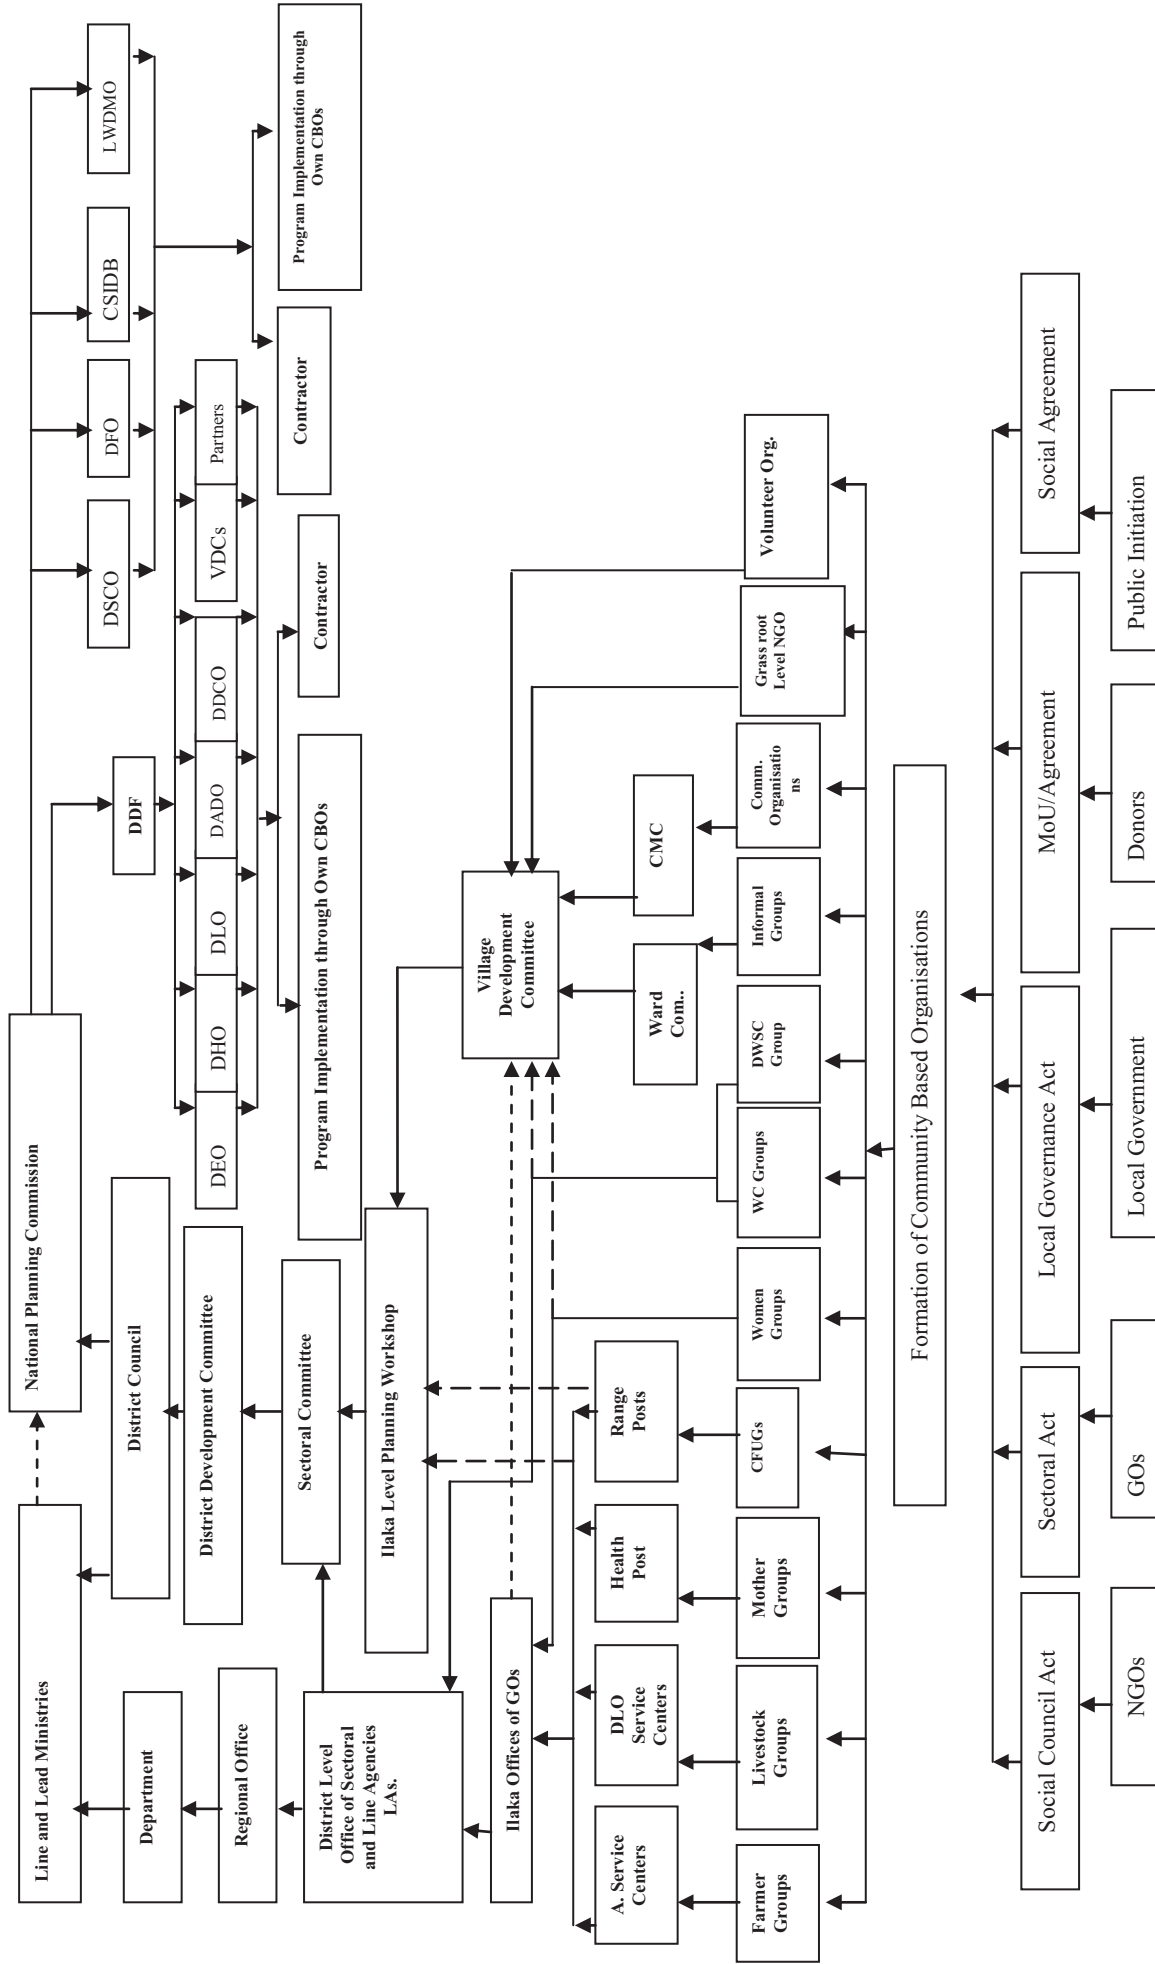 Line and Lead Ministries
National Planning Commission
Department
District Council
DDF
DSCO
DFO
CSIDB
LWDMO
Regional Office
District Development Committee
DEO
DHO
DLO
DADO
DDCO
VDCs
Partners
District Level
Office of Sectoral
and Line Agencies
LAs.
Sectoral Committee
Program Implementation through Own CBOs
Contractor
Contractor
Program Implementation through
Own CBOs
Ilaka Level Planning Workshop
Ilaka Offices of GOs
Village
Development
Committee
A. Service
Centers
DLO
Service
Centers
Health
Post
Range
Posts
Ward
Com..
CMC
Farmer
Groups
Livestock
Groups
Mother
Groups
CFUGs
Women
Groups
WC Groups
DWSC
Group
Informal
Groups
Comm.
Organisatio
ns
Grass root
Level NGO
Volunteer Org.
Formation of Community Based Organisations
Social Council Act
Sectoral Act
Local Governance Act
MoU/Agreement
Social Agreement
NGOs
GOs
Local Government
Donors
Public Initiation